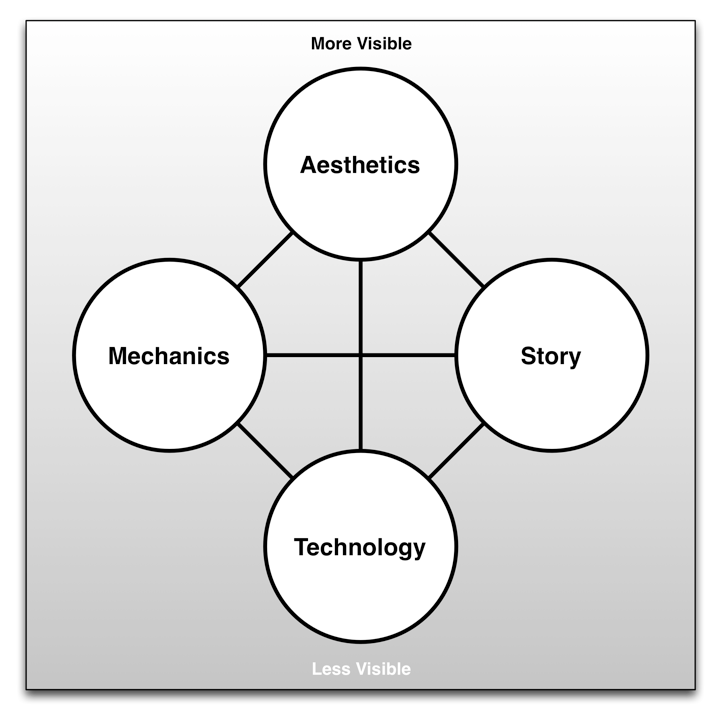 More Visible
Aesthetics
Mechanics
Story
Technology
Less Visible